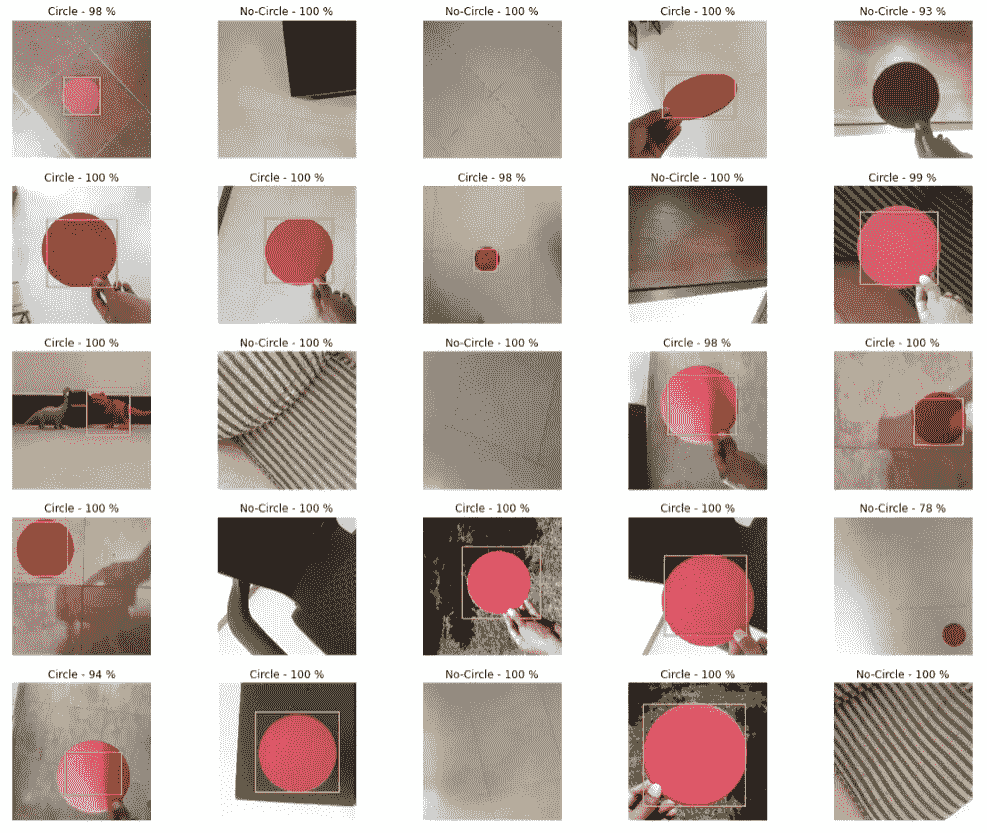 Circle - 98 %
No-Circle - 100 %
No-Circle - 100 %
Circle - 100 %
No-Circle - 93 %
Circle - 100 %
Circle - 100 %
Circle - 98 %
No-Circle - 100 %
Circle - 99 %
Circle - 100 %
No-Circle - 100 %
No-Circle - 100 %
Circle - 98 %
Circle - 100 %
Circle - 100 %
No-Circle - 100 %
Circle - 100 %
Circle - 100 %
No-Circle - 78 %
Circle - 94 %
Circle - 100 %
No-Circle - 100 %
Circle - 100 %
No-Circle - 100 %